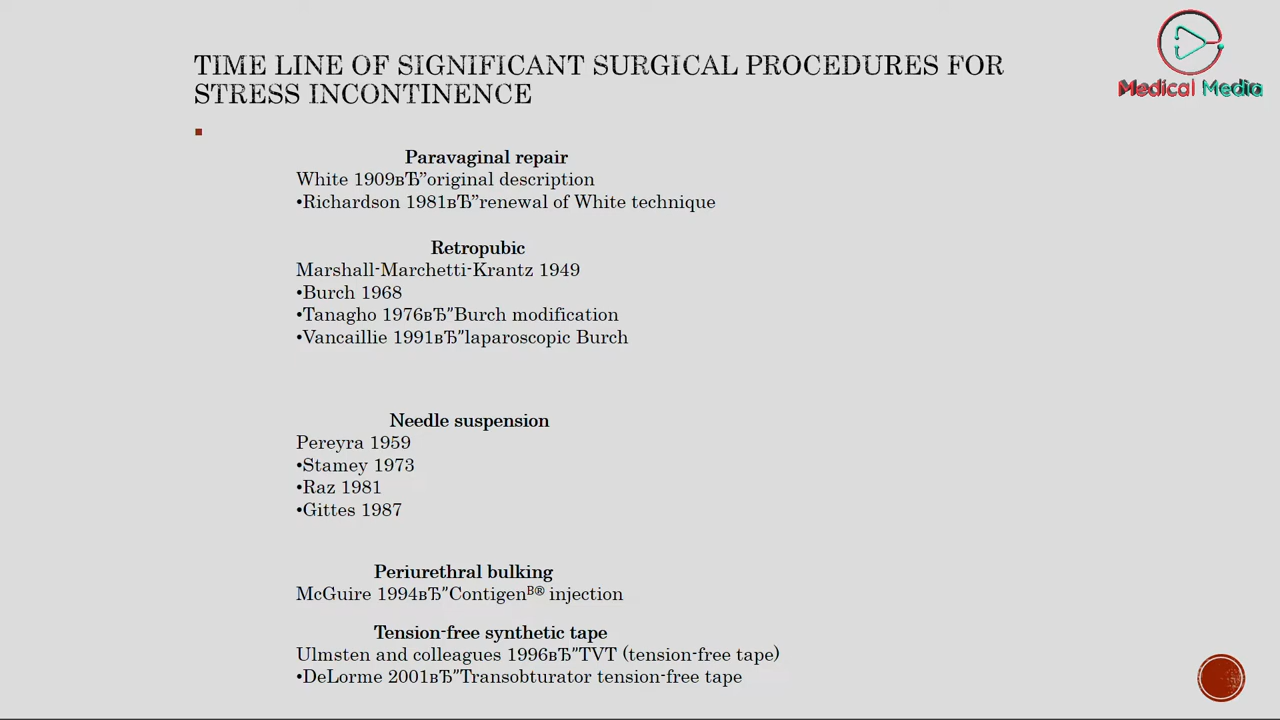 Medical Media
TIME LINE OF SIGNIFICANT SURGICAL PROCEDURES FOR
STRESS INCONTINENCE
Paravaginal repair
White 1909вЂ”original description
•Richardson 1981вЂ”renewal of White technique
Retropubic
Marshall-Marchetti-Krantz 1949
•Burch 1968
•Tanagho 1976вЂ”Burch modification
•Vancaillie 1991вЂ”laparoscopic Burch
Needle suspension
Pereyra 1959
•Stamey 1973
•Raz 1981
•Gittes 1987
Periurethral bulking
McGuire 1994вЂ”Contigenᴮ® injection
Tension-free synthetic tape
Ulmsten and colleagues 1996вЂ”TVT (tension-free tape)
•DeLorme 2001вЂ”Transobturator tension-free tape